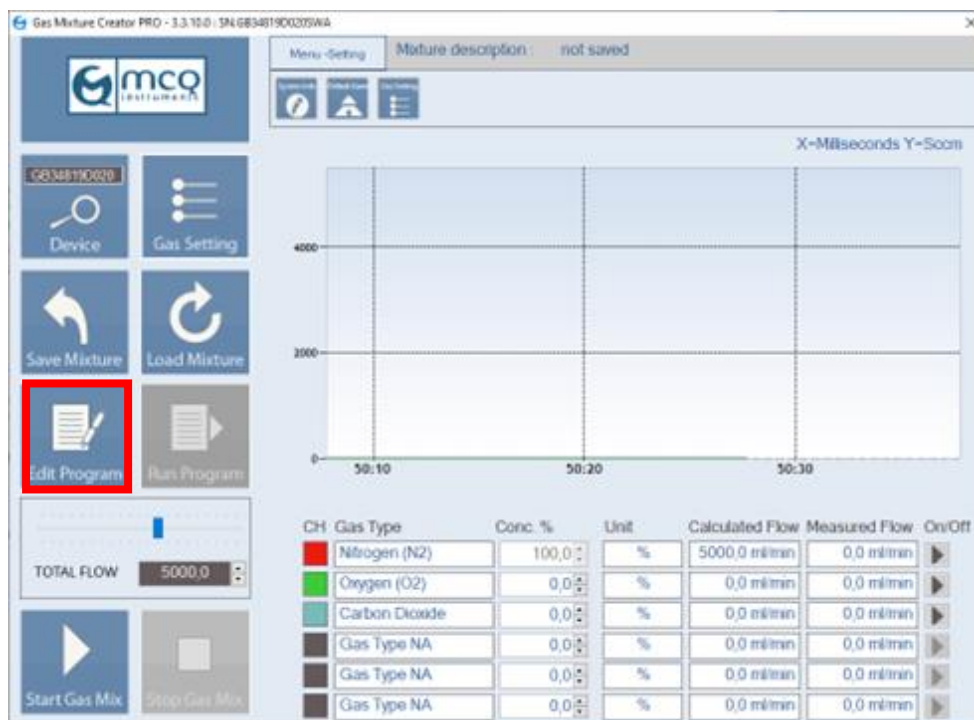 Gas Mixture Creator PRO - 3.3.10.0 : SN:GB34819D020SWA
mcq
instruments
Menu -Setting
Mixture description : not saved
Gas Setting
X=Milliseconds Y=Sccm
GB34819D020
Device
Gas Setting
Save Mixture
Load Mixture
Edit Program
Run Program
TOTAL FLOW 5000,0
Start Gas Mix
Stop Gas Mix
4000
2000
0
50:10 50:20 50:30
CH Gas Type Conc. % Unit Calculated Flow Measured Flow On/Off
Nitrogen (N2) 100,0 % 5000,0 ml/min 0,0 ml/min
Oxygen (O2) 0,0 % 0,0 ml/min 0,0 ml/min
Carbon Dioxide 0,0 % 0,0 ml/min 0,0 ml/min
Gas Type NA 0,0 % 0,0 ml/min 0,0 ml/min
Gas Type NA 0,0 % 0,0 ml/min 0,0 ml/min
Gas Type NA 0,0 % 0,0 ml/min 0,0 ml/min